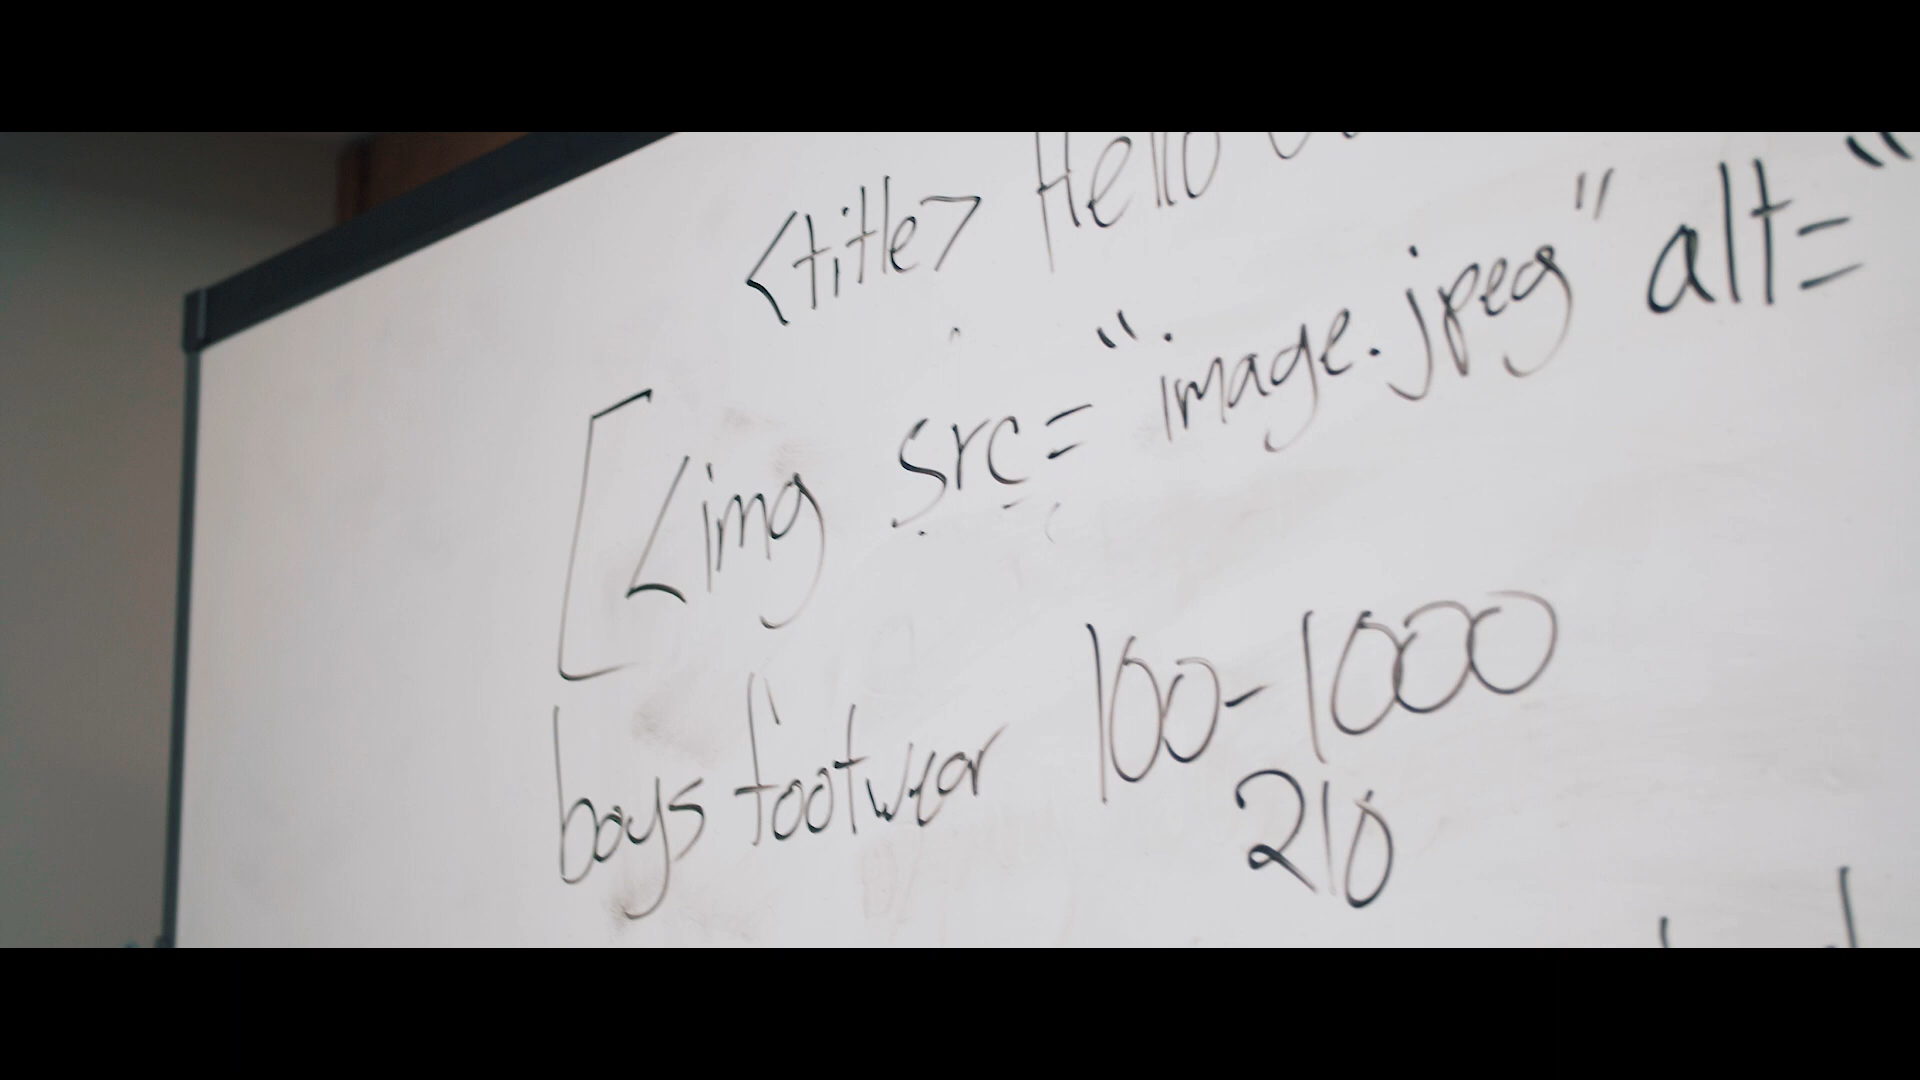 <title> Hello
[<img src="image.jpeg" alt="
boys footwear 100-1000
210